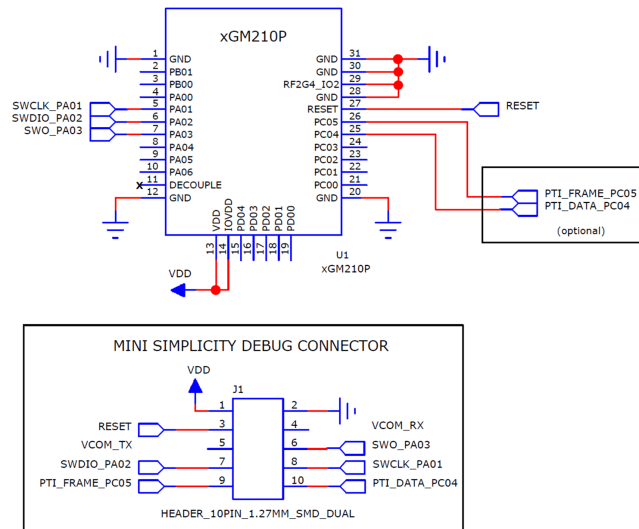 xGM210P
1 GND GND 31
2 PB01 GND 30
3 PB00 RF2G4_IO2 29
4 PA00 GND 28
SWCLK_PA01 5 PA01 RESET 27 RESET
SWDIO_PA02 6 PA02 PC05 26
SWO_PA03 7 PA03 PC04 25
8 PA04 PC03 24
9 PA05 PC02 23
10 PA06 PC01 22
x 11 DECOUPLE PC00 21
12 GND GND 20
PTI_FRAME_PC05
PTI_DATA_PC04
(optional)
VDD IOVDD PD04 PD03 PD02 PD01 PD00
13 14 15 16 17 18 19
U1
xGM210P
VDD
MINI SIMPLICITY DEBUG CONNECTOR
VDD
J1
1 2
RESET 3 4 VCOM_RX
VCOM_TX 5 6 SWO_PA03
SWDIO_PA02 7 8 SWCLK_PA01
PTI_FRAME_PC05 9 10 PTI_DATA_PC04
HEADER_10PIN_1.27MM_SMD_DUAL